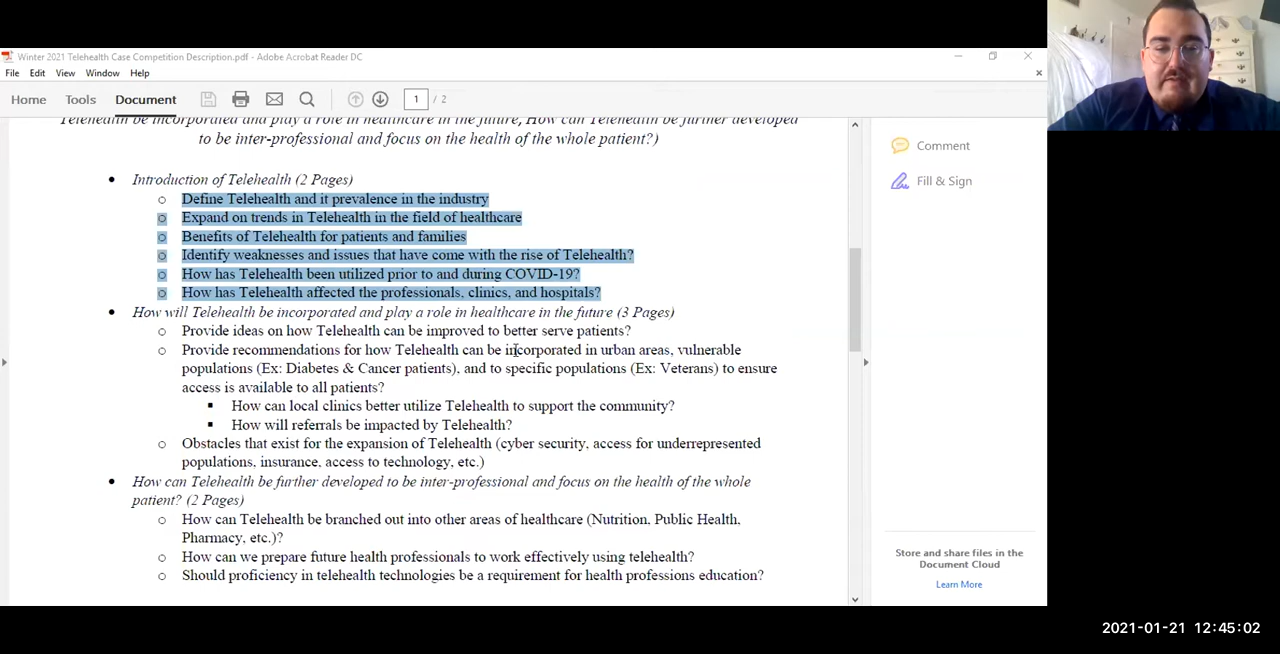 Winter 2021 Telehealth Case Competition Description.pdf - Adobe Acrobat Reader DC
File Edit View Window Help
Home Tools Document 1 / 2
Telehealth be incorporated and play a role in healthcare in the future, How can Telehealth be further developed
to be inter-professional and focus on the health of the whole patient?)
• Introduction of Telehealth (2 Pages)
o Define Telehealth and it prevalence in the industry
o Expand on trends in Telehealth in the field of healthcare
o Benefits of Telehealth for patients and families
o Identify weaknesses and issues that have come with the rise of Telehealth?
o How has Telehealth been utilized prior to and during COVID-19?
o How has Telehealth affected the professionals, clinics, and hospitals?
• How will Telehealth be incorporated and play a role in healthcare in the future (3 Pages)
o Provide ideas on how Telehealth can be improved to better serve patients?
o Provide recommendations for how Telehealth can be incorporated in urban areas, vulnerable
populations (Ex: Diabetes & Cancer patients), and to specific populations (Ex: Veterans) to ensure
access is available to all patients?
▪ How can local clinics better utilize Telehealth to support the community?
▪ How will referrals be impacted by Telehealth?
o Obstacles that exist for the expansion of Telehealth (cyber security, access for underrepresented
populations, insurance, access to technology, etc.)
• How can Telehealth be further developed to be inter-professional and focus on the health of the whole
patient? (2 Pages)
o How can Telehealth be branched out into other areas of healthcare (Nutrition, Public Health,
Pharmacy, etc.)?
o How can we prepare future health professionals to work effectively using telehealth?
o Should proficiency in telehealth technologies be a requirement for health professions education?
Comment
Fill & Sign
Store and share files in the
Document Cloud
Learn More
2021-01-21 12:45:02